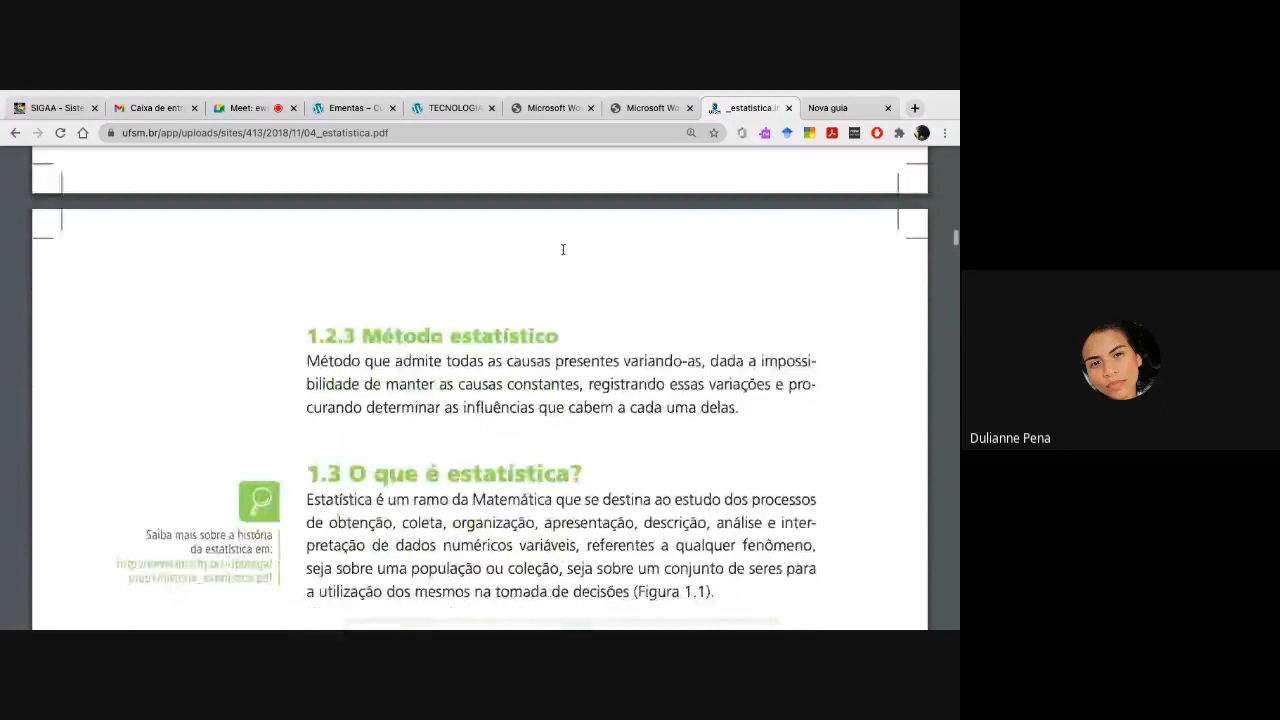 SIGAA - Siste
Caixa de entr
Meet: ew
Ementas – Cu
TECNOLOGIA
Microsoft Wo
Microsoft Wo
_estatistica.in
Nova guia
ufsm.br/app/uploads/sites/413/2018/11/04_estatistica.pdf
1.2.3 Método estatístico
Método que admite todas as causas presentes variando-as, dada a impossi-
bilidade de manter as causas constantes, registrando essas variações e pro-
curando determinar as influências que cabem a cada uma delas.
1.3 O que é estatística?
Estatística é um ramo da Matemática que se destina ao estudo dos processos
de obtenção, coleta, organização, apresentação, descrição, análise e inter-
pretação de dados numéricos variáveis, referentes a qualquer fenômeno,
seja sobre uma população ou coleção, seja sobre um conjunto de seres para
a utilização dos mesmos na tomada de decisões (Figura 1.1).
Saiba mais sobre a história
da estatística em:
Dulianne Pena